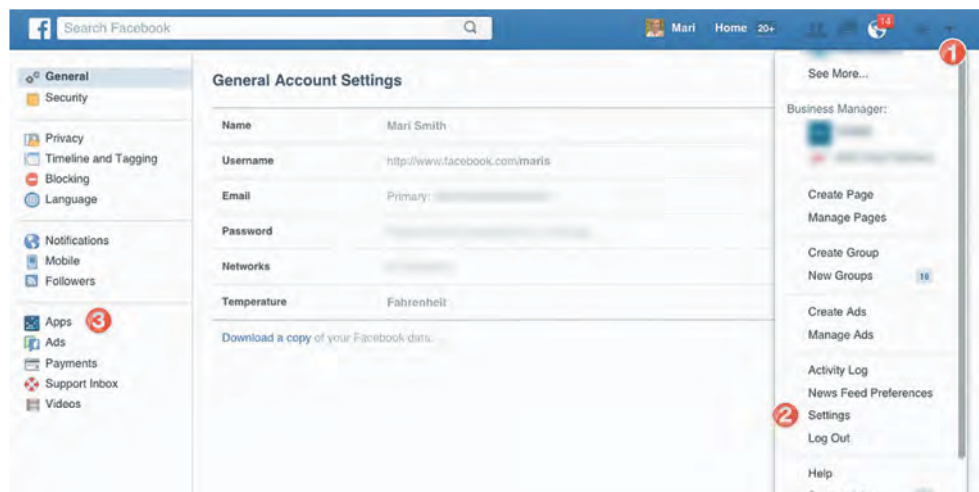 f
Search Facebook
Mari Home 20+
14
1
General
Security
Privacy
Timeline and Tagging
Blocking
Language
Notifications
Mobile
Followers
Apps 3
Ads
Payments
Support Inbox
Videos
General Account Settings
Name Mari Smith
Username http://www.facebook.com/maris
Email Primary:
Password
Networks
Temperature Fahrenheit
Download a copy of your Facebook data.
See More...
Business Manager:
Create Page
Manage Pages
Create Group
New Groups 16
Create Ads
Manage Ads
Activity Log
News Feed Preferences
2 Settings
Log Out
Help